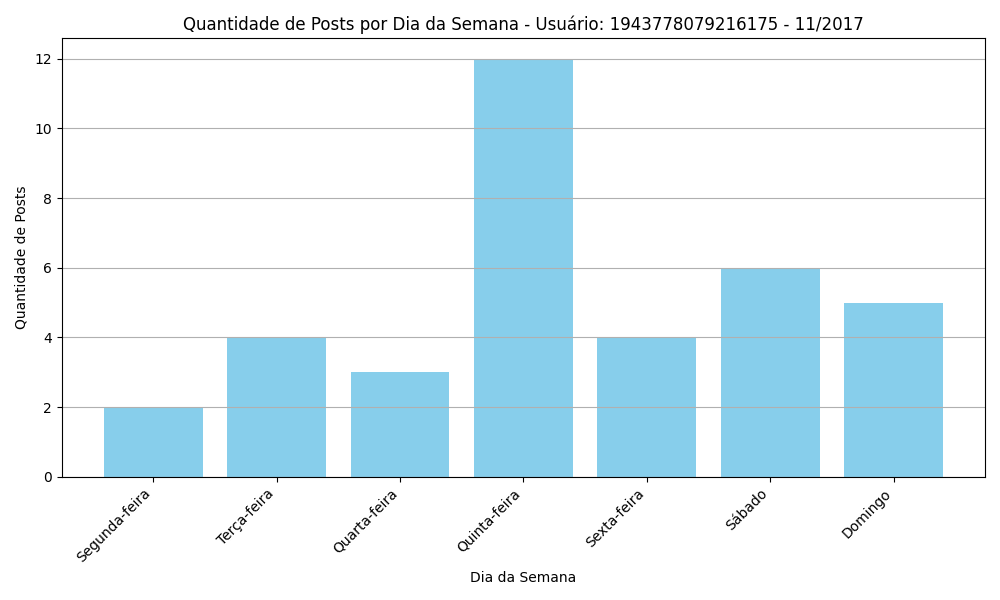 Quantidade de Posts por Dia da Semana - Usuário: 1943778079216175 - 11/2017
Quantidade de Posts
12
10
8
6
4
2
0
Segunda-feira
Terça-feira
Quarta-feira
Quinta-feira
Sexta-feira
Sábado
Domingo
Dia da Semana